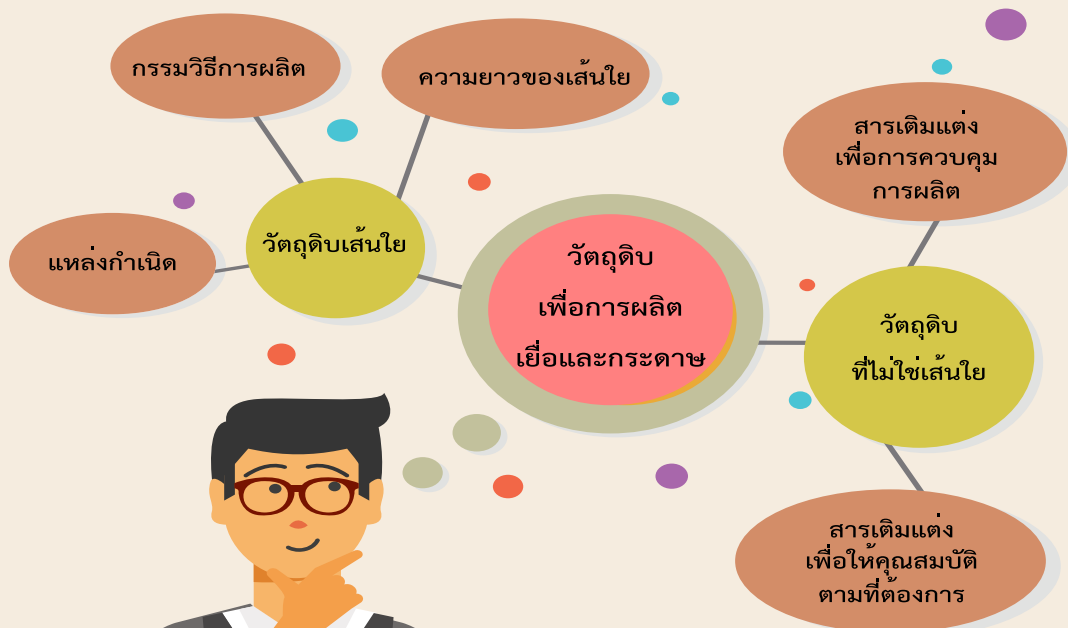 กรรมวิธีการผลิต
ความยาวของเส้นใย
แหล่งกำเนิด
วัตถุดิบเส้นใย
วัตถุดิบ
เพื่อการผลิต
เยื่อและกระดาษ
สารเติมแต่ง
เพื่อการควบคุม
การผลิต
วัตถุดิบ
ที่ไม่ใช่เส้นใย
สารเติมแต่ง
เพื่อให้คุณสมบัติ
ตามที่ต้องการ